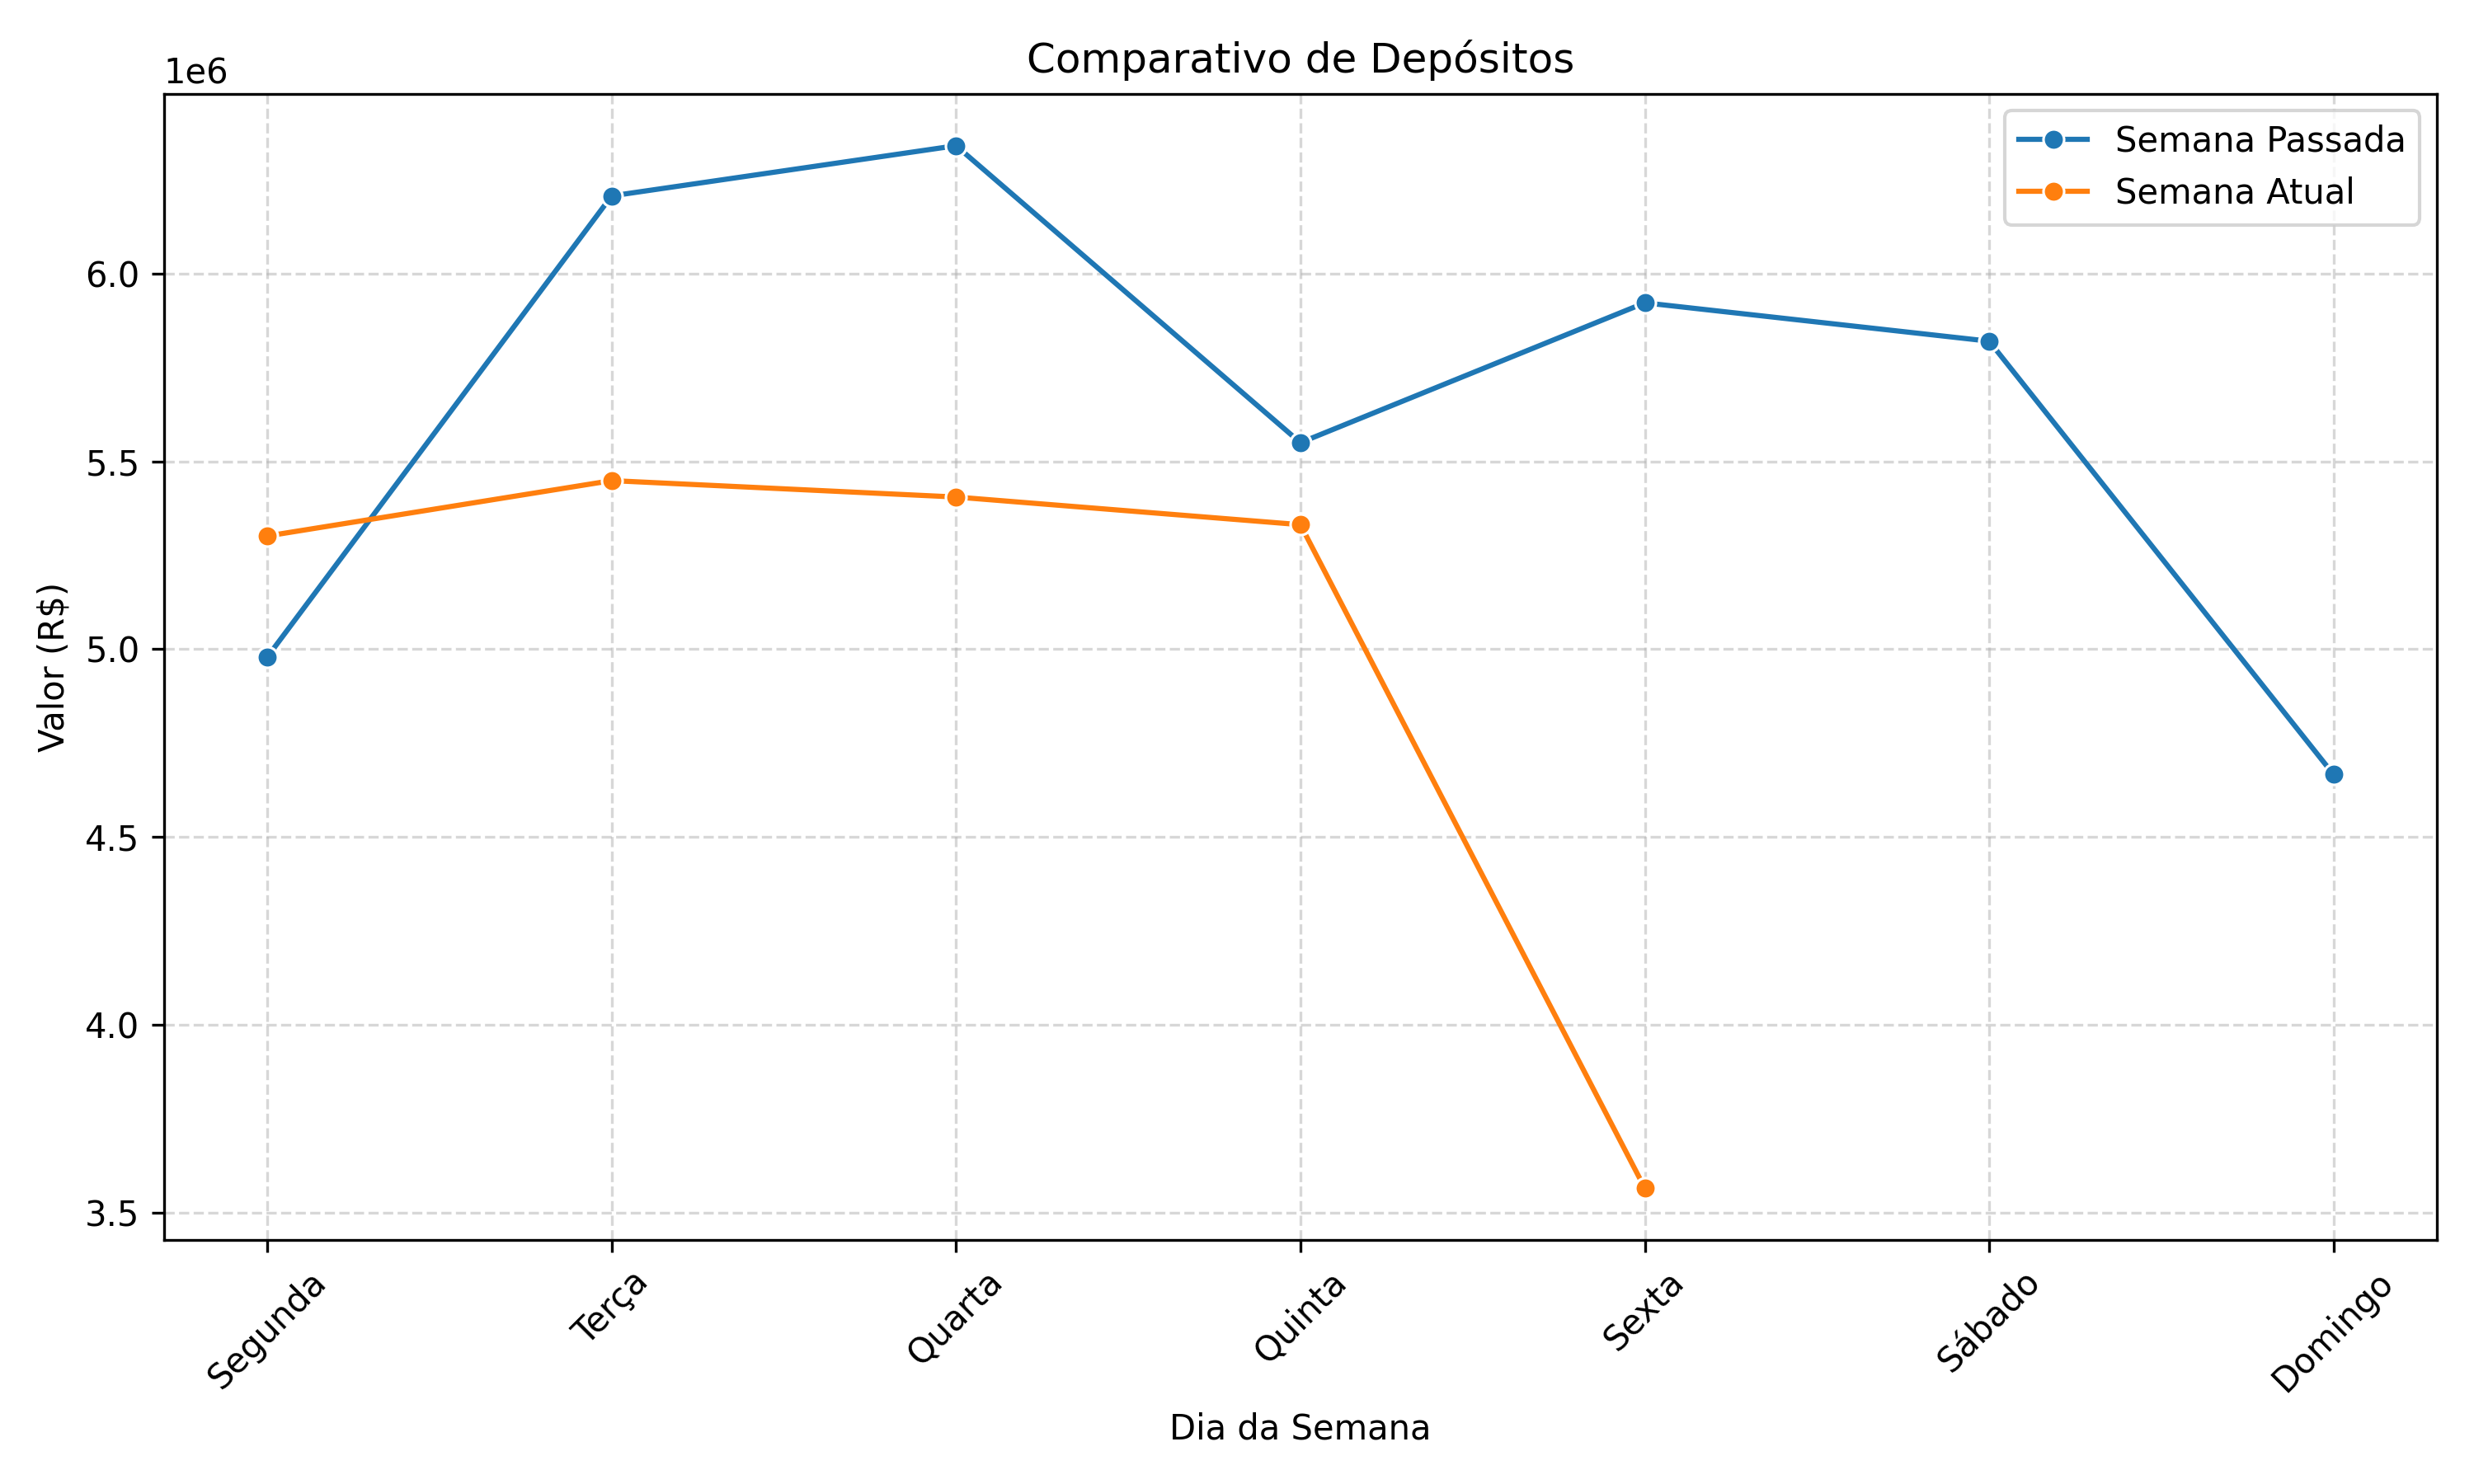 Comparativo de Depósitos
1e6
Semana Passada
Semana Atual
6.0
5.5
5.0
4.5
4.0
3.5
Valor (R$)
Segunda
Terça
Quarta
Quinta
Sexta
Sábado
Domingo
Dia da Semana